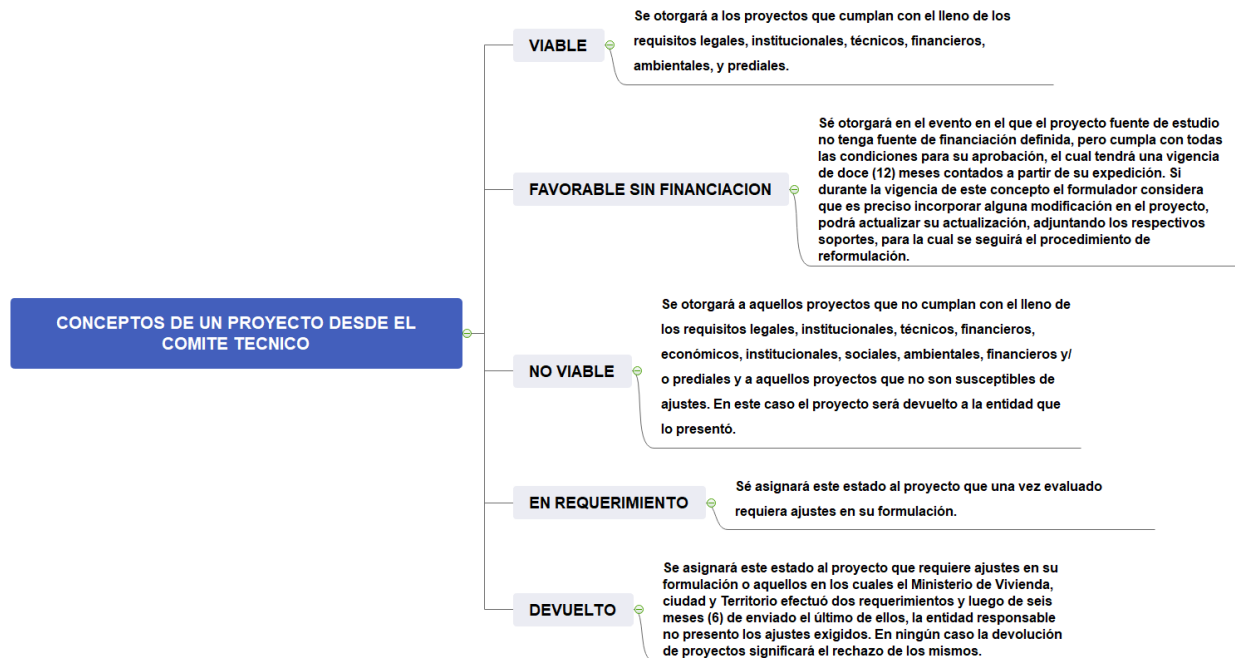 VIABLE
Se otorgará a los proyectos que cumplan con el lleno de los
requisitos legales, institucionales, técnicos, financieros,
ambientales, y prediales.
FAVORABLE SIN FINANCIACION
Sé otorgará en el evento en el que el proyecto fuente de estudio
no tenga fuente de financiación definida, pero cumpla con todas
las condiciones para su aprobación, el cual tendrá una vigencia
de doce (12) meses contados a partir de su expedición. Si
durante la vigencia de este concepto el formulador considera
que es preciso incorporar alguna modificación en el proyecto,
podrá actualizar su actualización, adjuntando los respectivos
soportes, para la cual se seguirá el procedimiento de
reformulación.
CONCEPTOS DE UN PROYECTO DESDE EL
COMITE TECNICO
NO VIABLE
Se otorgará a aquellos proyectos que no cumplan con el lleno de
los requisitos legales, institucionales, técnicos, financieros,
económicos, institucionales, sociales, ambientales, financieros y/
o prediales y a aquellos proyectos que no son susceptibles de
ajustes. En este caso el proyecto será devuelto a la entidad que
lo presentó.
EN REQUERIMIENTO
Sé asignará este estado al proyecto que una vez evaluado
requiera ajustes en su formulación.
DEVUELTO
Se asignará este estado al proyecto que requiere ajustes en su
formulación o aquellos en los cuales el Ministerio de Vivienda,
ciudad y Territorio efectuó dos requerimientos y luego de seis
meses (6) de enviado el último de ellos, la entidad responsable
no presento los ajustes exigidos. En ningún caso la devolución
de proyectos significará el rechazo de los mismos.